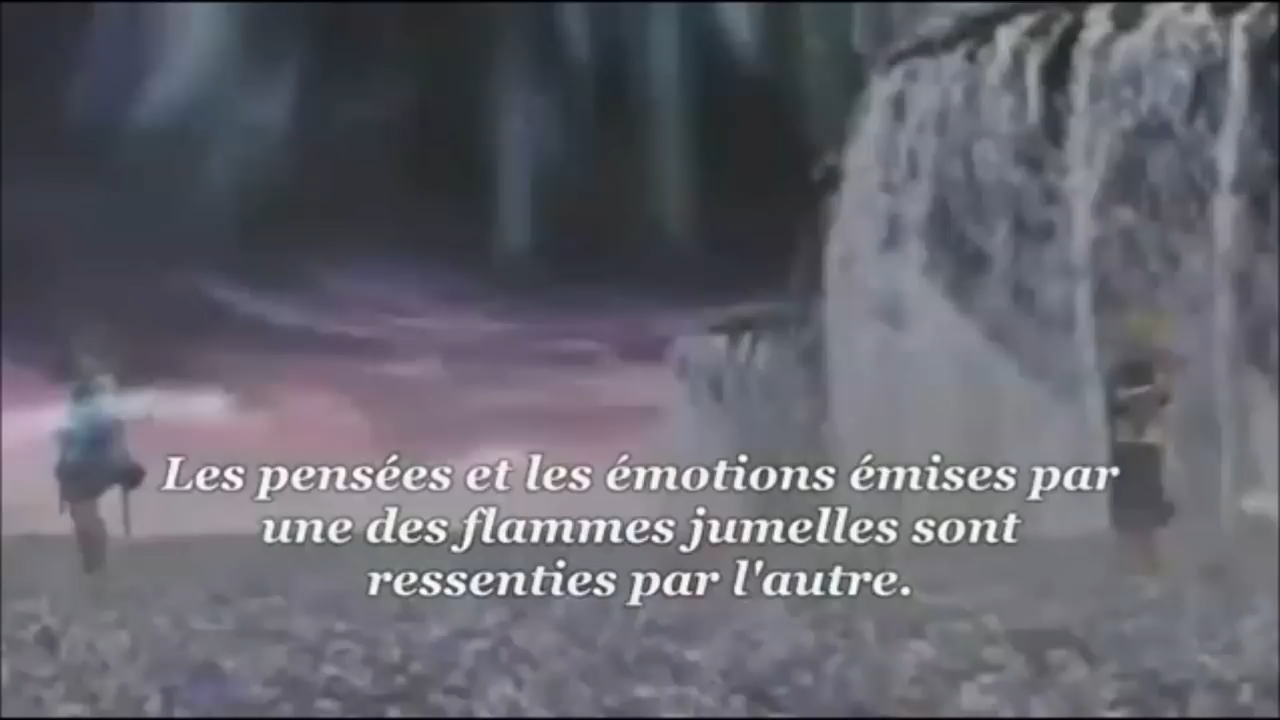 Les pensées et les émotions émises par
une des flammes jumelles sont
ressenties par l'autre.